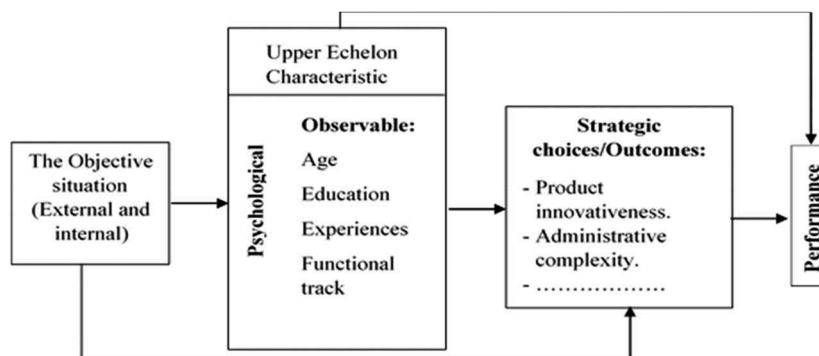 The Objective
situation
(External and
internal)
Upper Echelon
Characteristic
Psychological
Observable:
Age
Education
Experiences
Functional
track
Strategic
choices/Outcomes:
- Product
innovativeness.
- Administrative
complexity.
- ………………
Performance